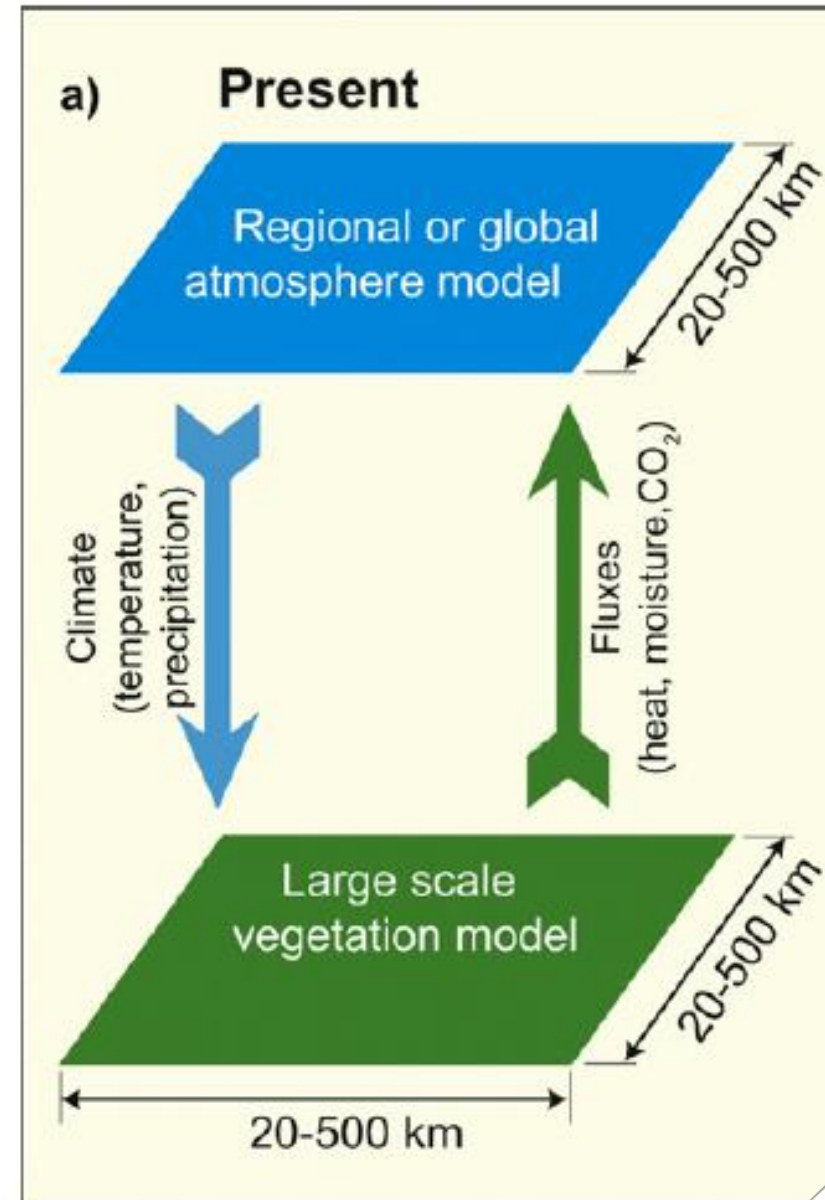 a) Present
Regional or global
atmosphere model
20-500 km
Climate
(temperature,
precipitation)
Fluxes
(heat, moisture,CO₂)
Large scale
vegetation model
20-500 km
20-500 km